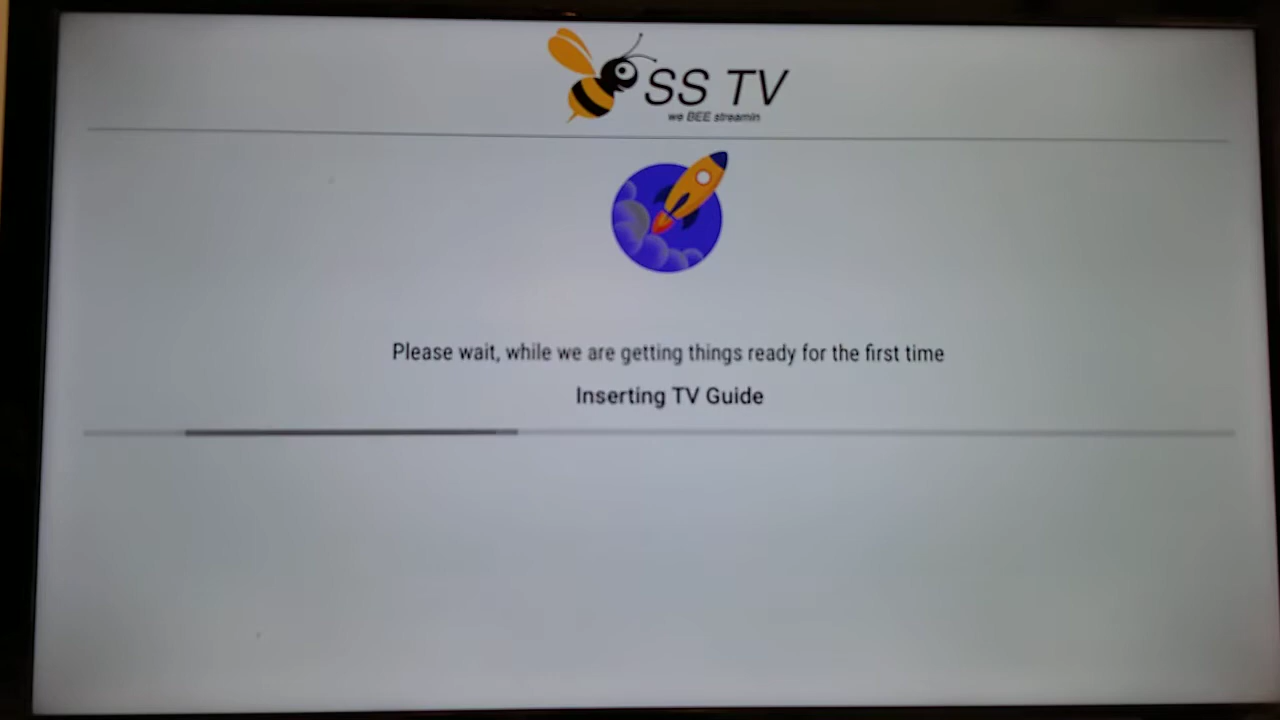 SS TV
we BEE streamin
Please wait, while we are getting things ready for the first time
Inserting TV Guide